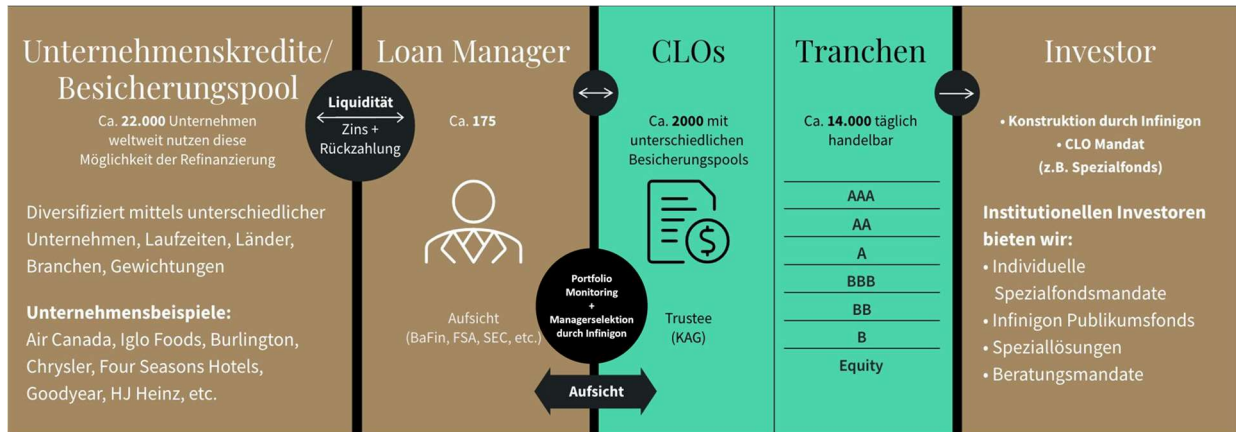 Unternehmenskredite/
Besicherungspool
Ca. 22.000 Unternehmen
weltweit nutzen diese
Möglichkeit der Refinanzierung
Diversifiziert mittels unterschiedlicher
Unternehmen, Laufzeiten, Länder,
Branchen, Gewichtungen
Unternehmensbeispiele:
Air Canada, Iglo Foods, Burlington,
Chrysler, Four Seasons Hotels,
Goodyear, HJ Heinz, etc.
Liquidität
Zins +
Rückzahlung
Loan Manager
Ca. 175
Aufsicht
(BaFin, FSA, SEC, etc.)
Portfolio
Monitoring
+
Managerselektion
durch Infinigon
Aufsicht
CLOs
Ca. 2000 mit
unterschiedlichen
Besicherungspools
$
Trustee
(KAG)
Tranchen
Ca. 14.000 täglich
handelbar
AAA
AA
A
BBB
BB
B
Equity
Investor
• Konstruktion durch Infinigon
• CLO Mandat
(z.B. Spezialfonds)
Institutionellen Investoren
bieten wir:
• Individuelle
Spezialfondsmandate
• Infinigon Publikumsfonds
• Speziallösungen
• Beratungsmandate